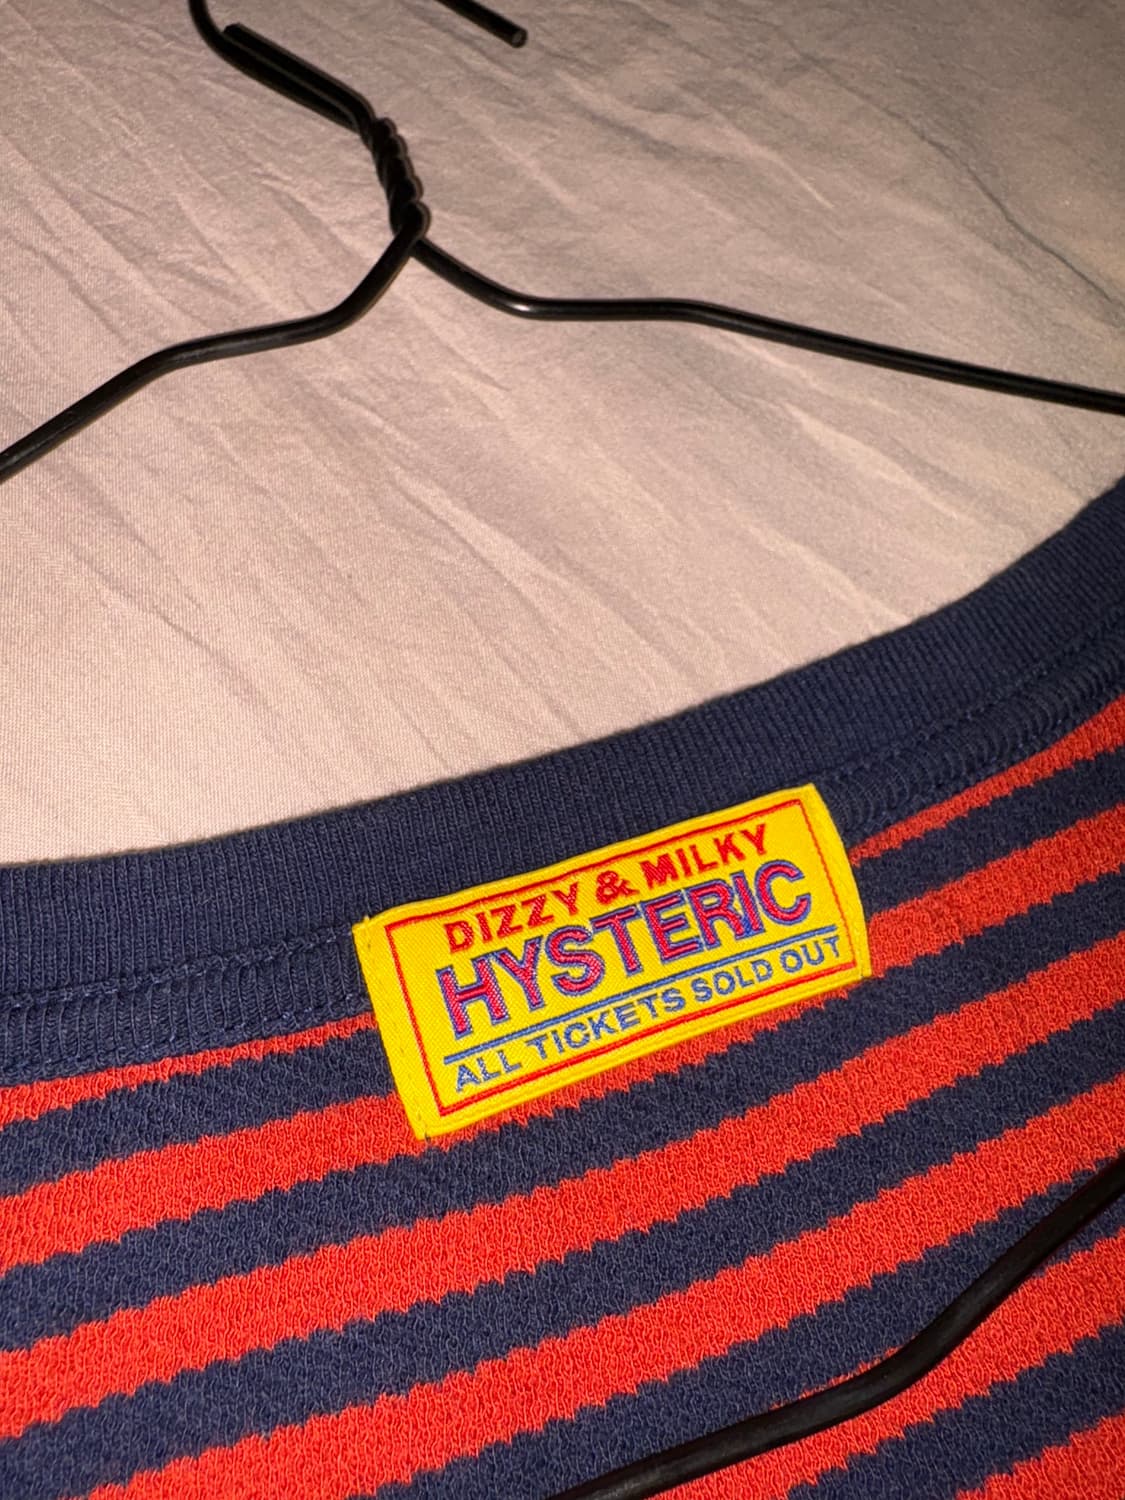 DIZZY & MILKY
HYSTERIC
ALL TICKETS SOLD OUT